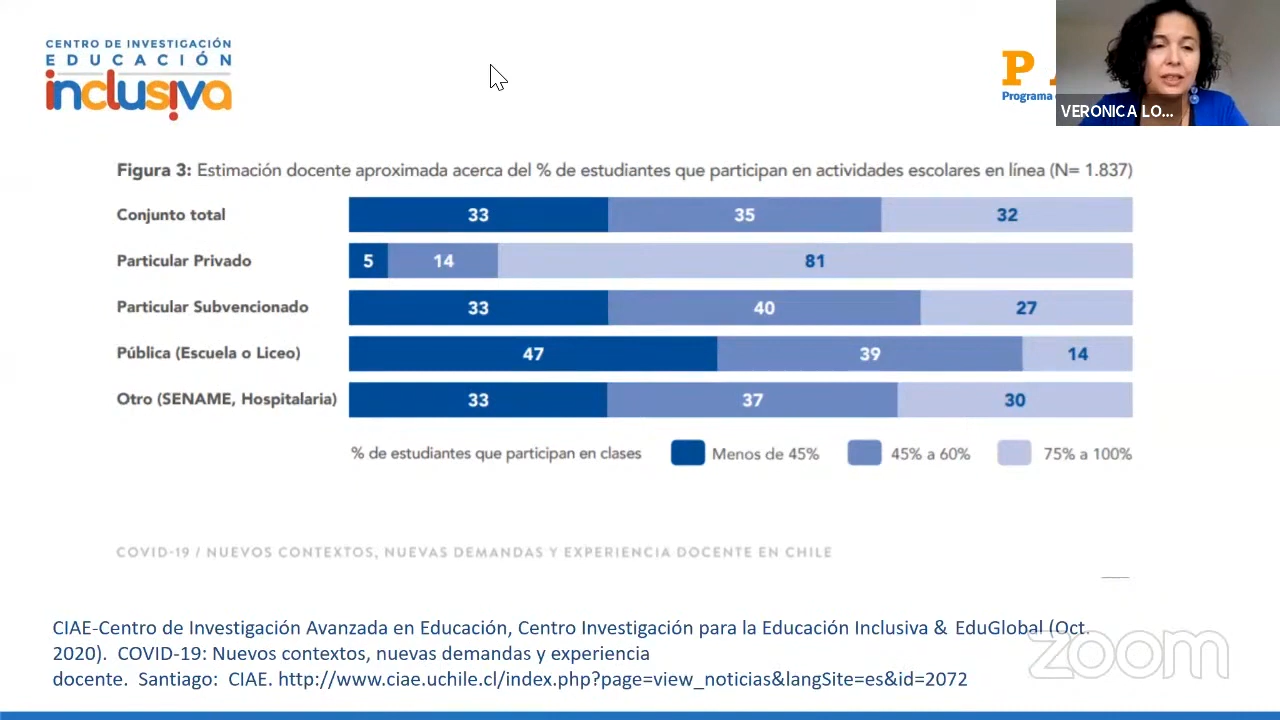 CENTRO DE INVESTIGACIÓN
EDUCACIÓN
inclusiva
P
Programa
VERONICA LO...
Figura 3: Estimación docente aproximada acerca del % de estudiantes que participan en actividades escolares en línea (N= 1.837)
Conjunto total 33 35 32
Particular Privado 5 14 81
Particular Subvencionado 33 40 27
Pública (Escuela o Liceo) 47 39 14
Otro (SENAME, Hospitalaria) 33 37 30
% de estudiantes que participan en clases Menos de 45% 45% a 60% 75% a 100%
COVID-19 / NUEVOS CONTEXTOS, NUEVAS DEMANDAS Y EXPERIENCIA DOCENTE EN CHILE
CIAE-Centro de Investigación Avanzada en Educación, Centro Investigación para la Educación Inclusiva & EduGlobal (Oct.
2020). COVID-19: Nuevos contextos, nuevas demandas y experiencia
docente. Santiago: CIAE. http://www.ciae.uchile.cl/index.php?page=view_noticias&langSite=es&id=2072
zoom